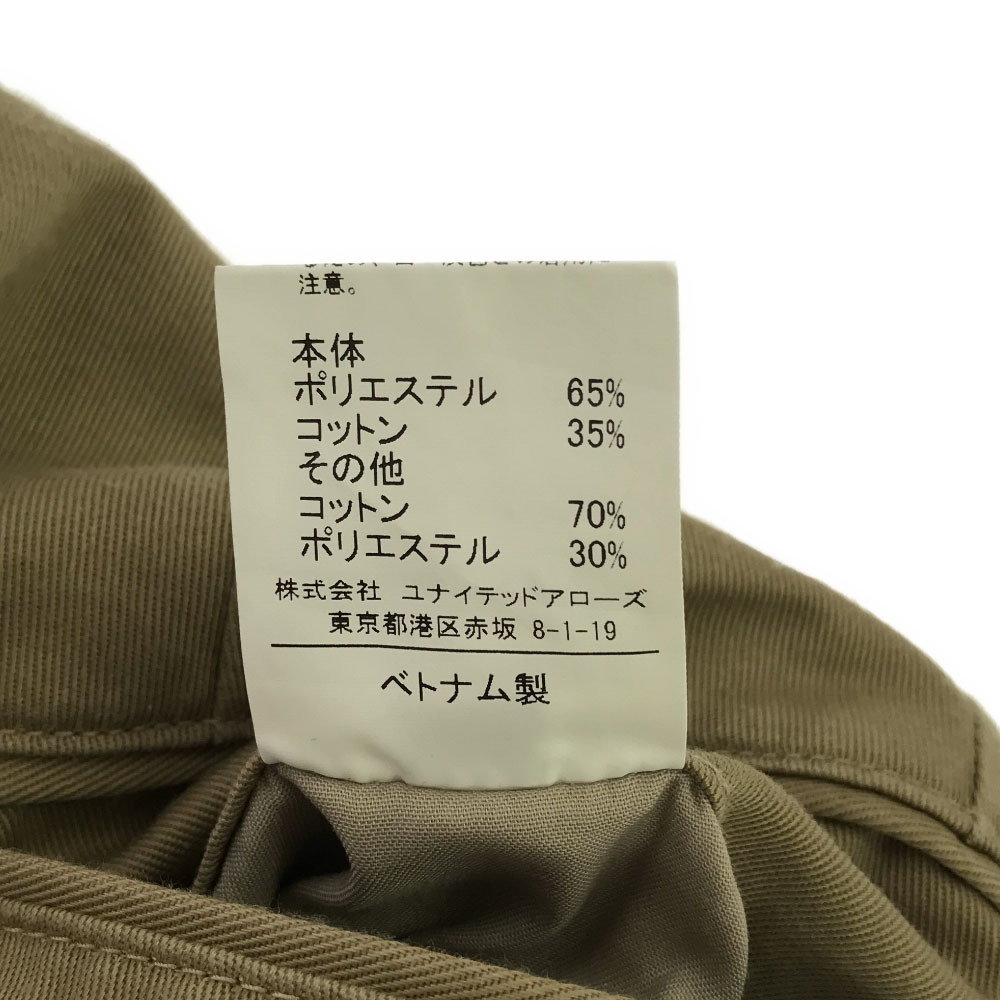 注意。
本体
ポリエステル 65%
コットン 35%
その他
コットン 70%
ポリエステル 30%
株式会社 ユナイテッドアローズ
東京都港区赤坂 8-1-19
ベトナム製